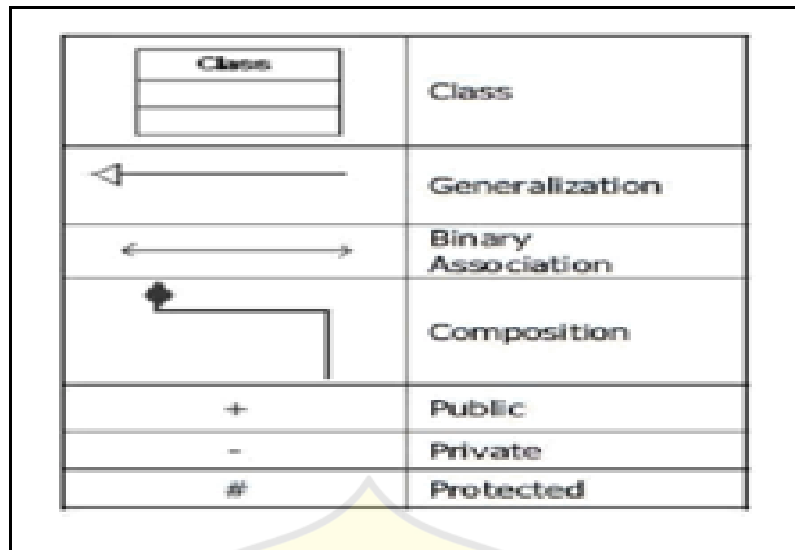 Class
Class
Generalization
Binary
Association
Composition
+
Public
-
Private
#
Protected